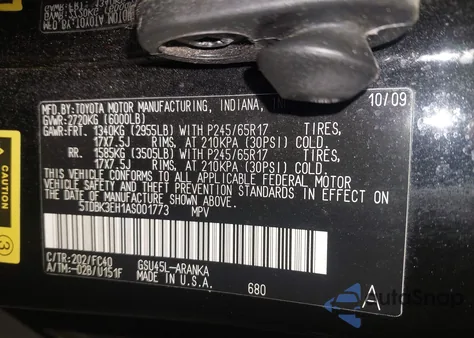 MFD.BY:TOYOTA MOTOR MANUFACTURING, INDIANA, IN 10/09
GVWR:2720KG (6000LB)
GAWR:FRT. 1340KG (2955LB) WITH P245/65R17 TIRES,
17X7.5J RIMS, AT 210KPA (30PSI) COLD.
RR. 1585KG (3505LB) WITH P245/65R17 TIRES,
17X7.5J RIMS, AT 210KPA (30PSI) COLD.
THIS VEHICLE CONFORMS TO ALL APPLICABLE FEDERAL MOTOR
VEHICLE SAFETY AND THEFT PREVENTION STANDARDS IN EFFECT ON
THE DATE OF MANUFACTURE SHOWN ABOVE.
5TDBK3EH1AS001773 MPV
C/TR:202/FC40 GSU45L-ARANKA
A/TM:-02B/U151F MADE IN U.S.A. 680 A
CAUTION
3
AutoSnap